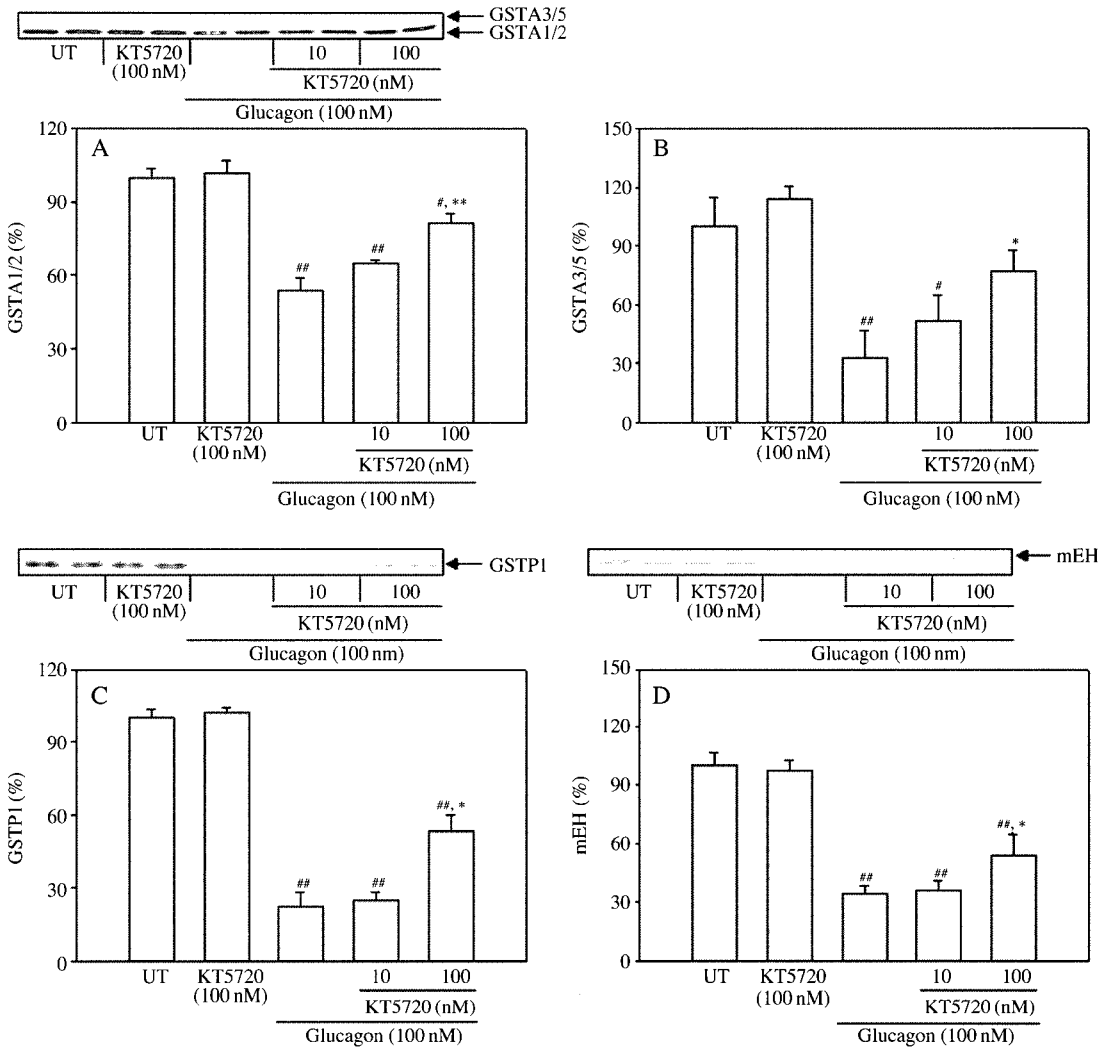 GSTA3/5
GSTA1/2
UT
KT5720
(100 nM)
10
100
KT5720 (nM)
Glucagon (100 nM)
A
120
90
60
30
0
GSTA1/2 (%)
##
##
#, **
UT
KT5720
(100 nM)
10
100
KT5720 (nM)
Glucagon (100 nM)
B
150
120
90
60
30
0
GSTA3/5 (%)
##
#
*
UT
KT5720
(100 nM)
10
100
KT5720 (nM)
Glucagon (100 nM)
GSTP1
UT
KT5720
(100 nM)
10
100
KT5720 (nM)
Glucagon (100 nm)
mEH
UT
KT5720
(100 nM)
10
100
KT5720 (nM)
Glucagon (100 nm)
C
120
90
60
30
0
GSTP1 (%)
##
##
##, *
UT
KT5720
(100 nM)
10
100
KT5720 (nM)
Glucagon (100 nM)
D
150
120
90
60
30
0
mEH (%)
##
##
##, *
UT
KT5720
(100 nM)
10
100
KT5720 (nM)
Glucagon (100 nM)